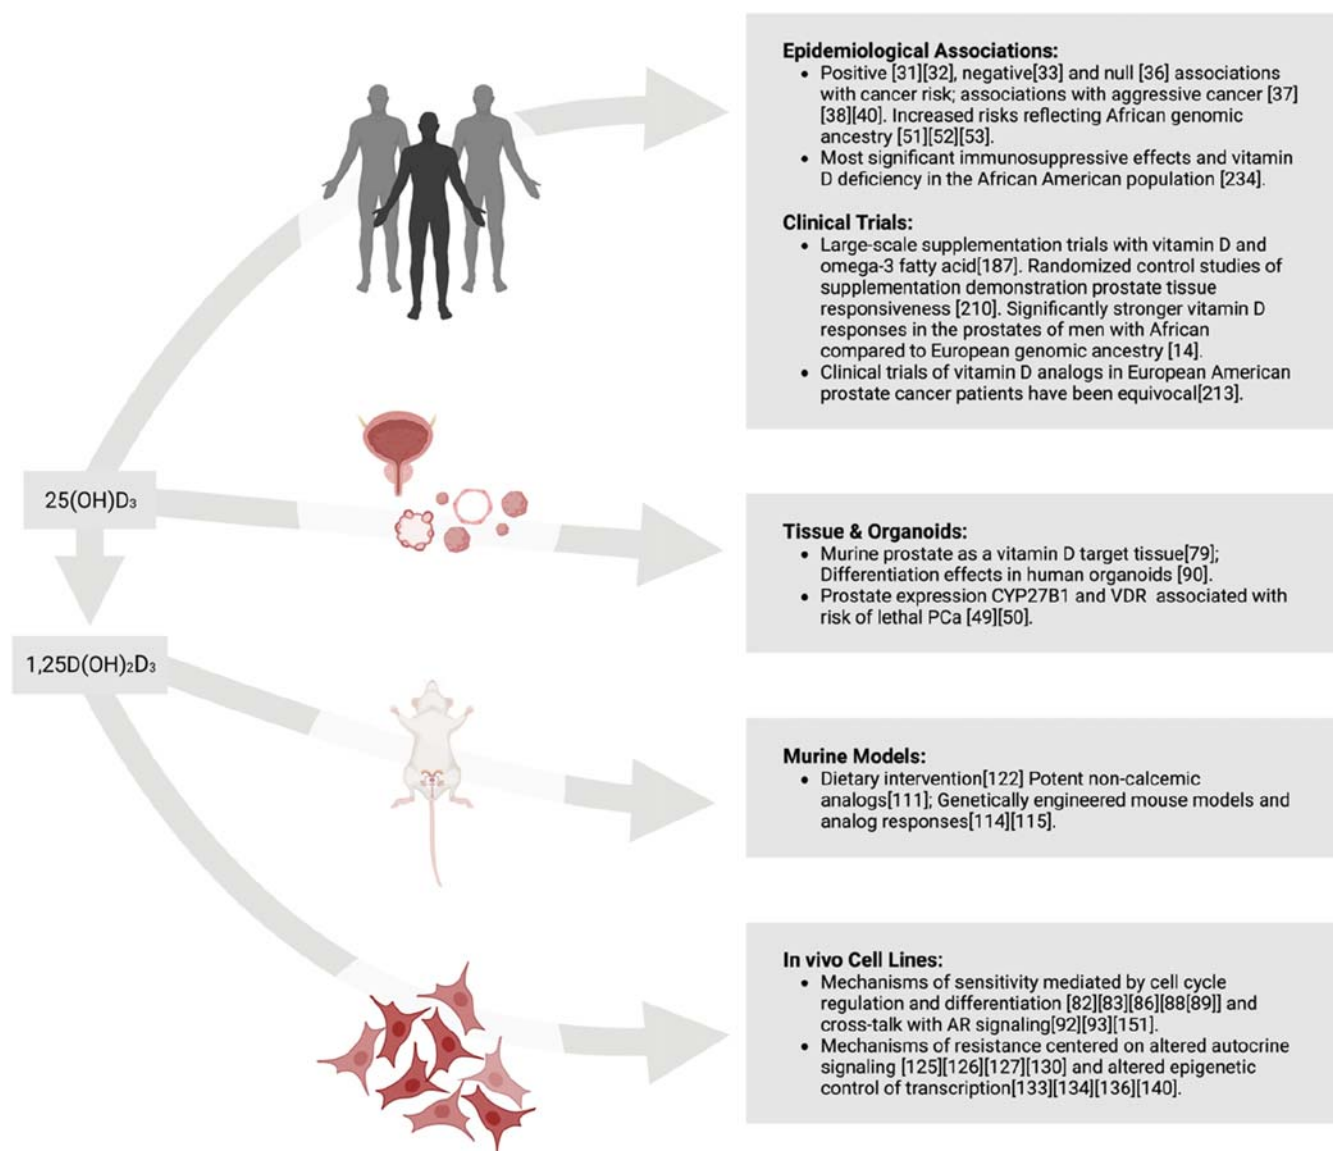 Epidemiological Associations:
• Positive [31][32], negative[33] and null [36] associations
with cancer risk; associations with aggressive cancer [37]
[38][40]. Increased risks reflecting African genomic
ancestry [51][52][53].
• Most significant immunosuppressive effects and vitamin
D deficiency in the African American population [234].
Clinical Trials:
• Large-scale supplementation trials with vitamin D and
omega-3 fatty acid[187]. Randomized control studies of
supplementation demonstration prostate tissue
responsiveness [210]. Significantly stronger vitamin D
responses in the prostates of men with African
compared to European genomic ancestry [14].
• Clinical trials of vitamin D analogs in European American
prostate cancer patients have been equivocal[213].
25(OH)D₃
Tissue & Organoids:
• Murine prostate as a vitamin D target tissue[79];
Differentiation effects in human organoids [90].
• Prostate expression CYP27B1 and VDR associated with
risk of lethal PCa [49][50].
1,25D(OH)₂D₃
Murine Models:
• Dietary intervention[122] Potent non-calcemic
analogs[111]; Genetically engineered mouse models and
analog responses[114][115].
In vivo Cell Lines:
• Mechanisms of sensitivity mediated by cell cycle
regulation and differentiation [82][83][86][88[89]] and
cross-talk with AR signaling[92][93][151].
• Mechanisms of resistance centered on altered autocrine
signaling [125][126][127][130] and altered epigenetic
control of transcription[133][134][136][140].